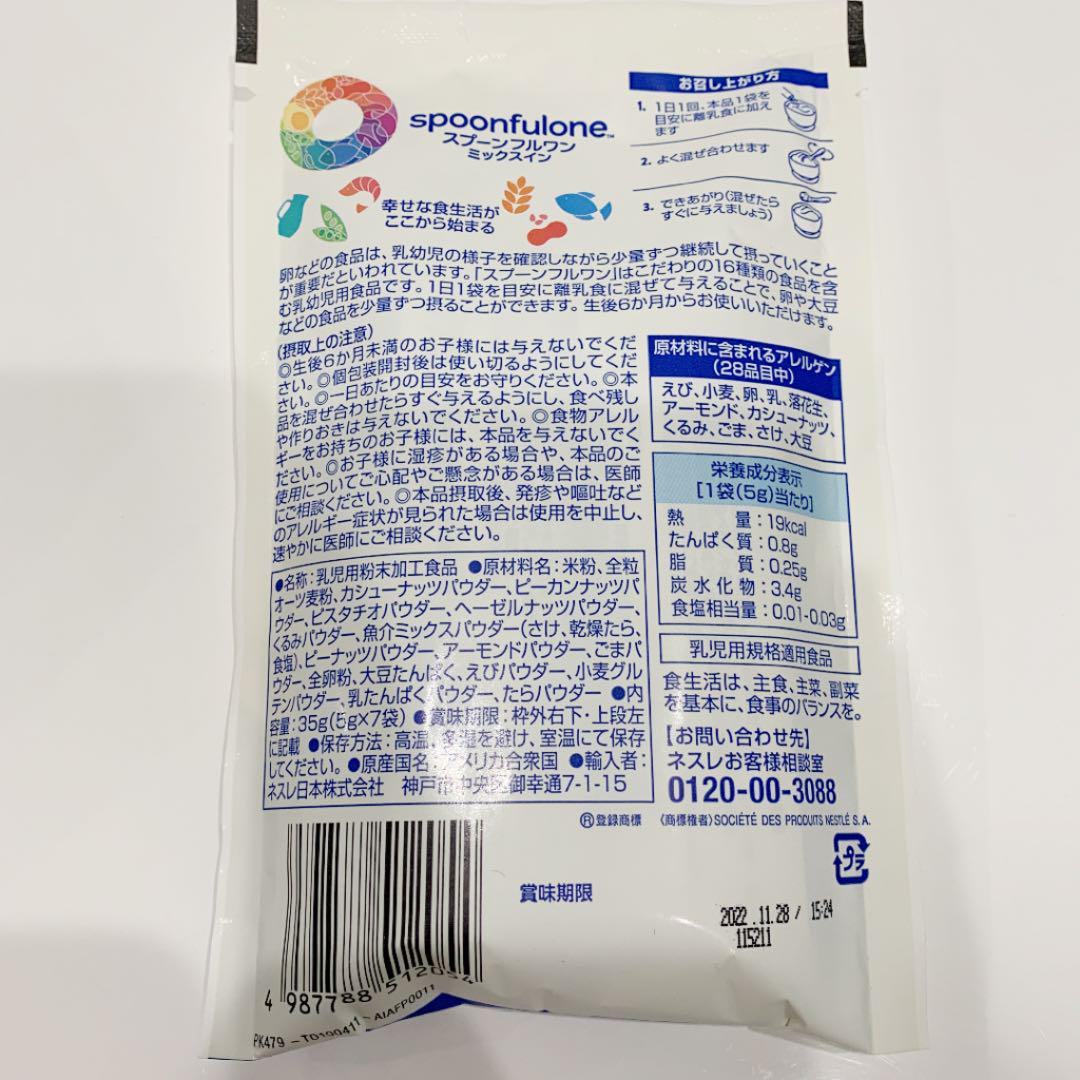 spoonfulone™
スプーンフルワン
ミックスイン
幸せな食生活が
ここから始まる
お召し上がり方
1. 1日1回、本品1袋を
目安に離乳食に加え
ます
2. よく混ぜ合わせます
3. できあがり(混ぜたら
すぐに与えましょう)
卵などの食品は、乳幼児の様子を確認しながら少量ずつ継続して摂っていくこと
が重要だといわれています。「スプーンフルワン」はこだわりの16種類の食品を含
む乳幼児用食品です。1日1袋を目安に離乳食に混ぜて与えることで、卵や大豆
などの食品を少量ずつ摂ることができます。生後6か月からお使いいただけます。
〈摂取上の注意〉
◎生後6か月未満のお子様には与えないでくだ
さい。◎個包装開封後は使い切るようにしてくだ
さい。◎一日あたりの目安をお守りください。◎本
品を混ぜ合わせたらすぐ与えるようにし、食べ残し
や作りおきは与えないでください。◎食物アレル
ギーをお持ちのお子様には、本品を与えないでく
ださい。◎お子様に湿疹がある場合や、本品のご
使用についてご心配やご懸念がある場合は、医師
にご相談ください。◎本品摂取後、発疹や嘔吐など
のアレルギー症状が見られた場合は使用を中止し、
速やかに医師にご相談ください。
原材料に含まれるアレルゲン
(28品目中)
えび、小麦、卵、乳、落花生、
アーモンド、カシューナッツ、
くるみ、ごま、さけ、大豆
栄養成分表示
[1袋(5g)当たり]
熱量:19kcal
たんぱく質:0.8g
脂質:0.25g
炭水化物:3.4g
食塩相当量:0.01-0.03g
乳児用規格適用食品
食生活は、主食、主菜、副菜
を基本に、食事のバランスを。
【お問い合わせ先】
ネスレお客様相談室
0120-00-3088
●名称:乳児用粉末加工食品 ●原材料名:米粉、全粒
オーツ麦粉、カシューナッツパウダー、ピーカンナッツパ
ウダー、ピスタチオパウダー、ヘーゼルナッツパウダー、
くるみパウダー、魚介ミックスパウダー(さけ、乾燥たら、
食塩)、ピーナッツパウダー、アーモンドパウダー、ごまパ
ウダー、全卵粉、大豆たんぱく、えびパウダー、小麦グル
テンパウダー、乳たんぱくパウダー、たらパウダー ●内
容量:35g(5g×7袋) ●賞味期限:枠外右下・上段左
に記載 ●保存方法:高温、多湿を避け、室温にて保存
してください。●原産国名:アメリカ合衆国 ●輸入者:
ネスレ日本株式会社 神戸市中央区御幸通7-1-15
Ⓡ登録商標 〈商標権者〉SOCIÉTÉ DES PRODUITS NESTLÉ S.A.
プラ
賞味期限
2022.11.28 / 15:24
115211
4 987788 512054
PK479 - TD190411 - AIAFP0011